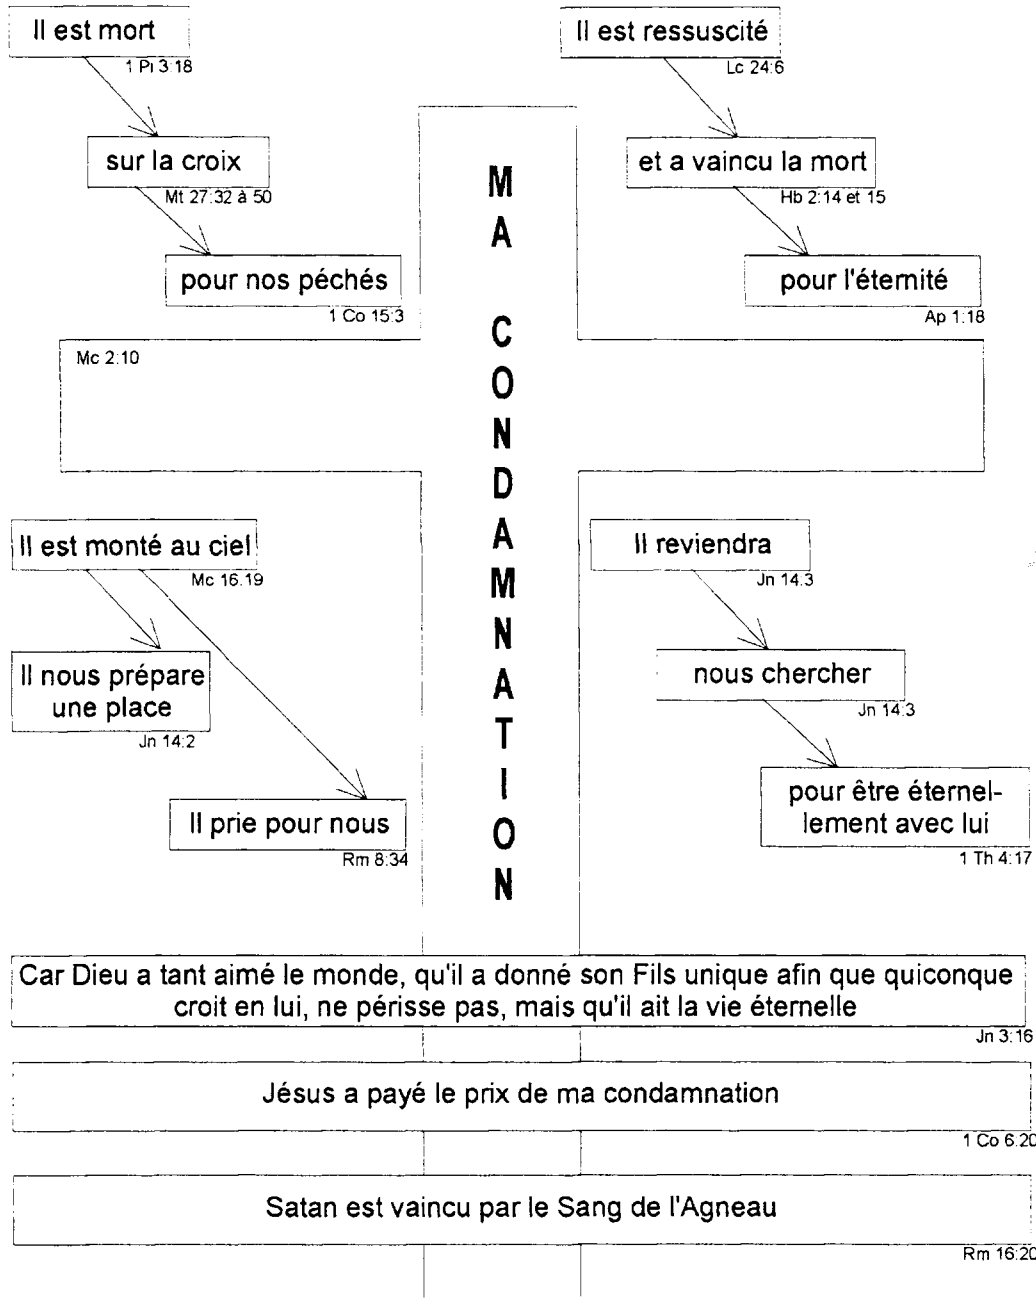 Il est mort
1 Pi 3:18
sur la croix
Mt 27:32 à 50
pour nos péchés
1 Co 15:3
Il est ressuscité
Lc 24:6
et a vaincu la mort
Hb 2:14 et 15
pour l'éternité
Ap 1:18
MA CONDAMNATION
Mc 2:10
Il est monté au ciel
Mc 16.19
Il nous prépare
une place
Jn 14:2
Il prie pour nous
Rm 8:34
Il reviendra
Jn 14.3
nous chercher
Jn 14:3
pour être éternel-
lement avec lui
1 Th 4:17
Car Dieu a tant aimé le monde, qu'il a donné son Fils unique afin que quiconque
croit en lui, ne périsse pas, mais qu'il ait la vie éternelle
Jn 3:16
Jésus a payé le prix de ma condamnation
1 Co 6:20
Satan est vaincu par le Sang de l'Agneau
Rm 16:20